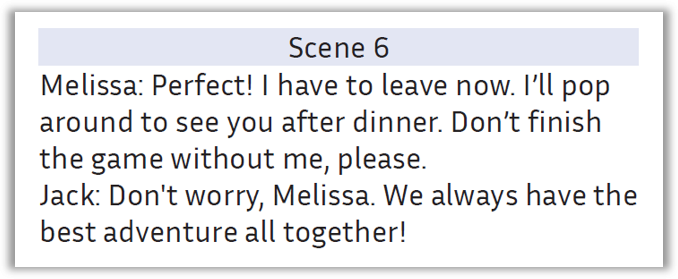 Scene 6
Melissa: Perfect! I have to leave now. I’ll pop
around to see you after dinner. Don’t finish
the game without me, please.
Jack: Don't worry, Melissa. We always have the
best adventure all together!